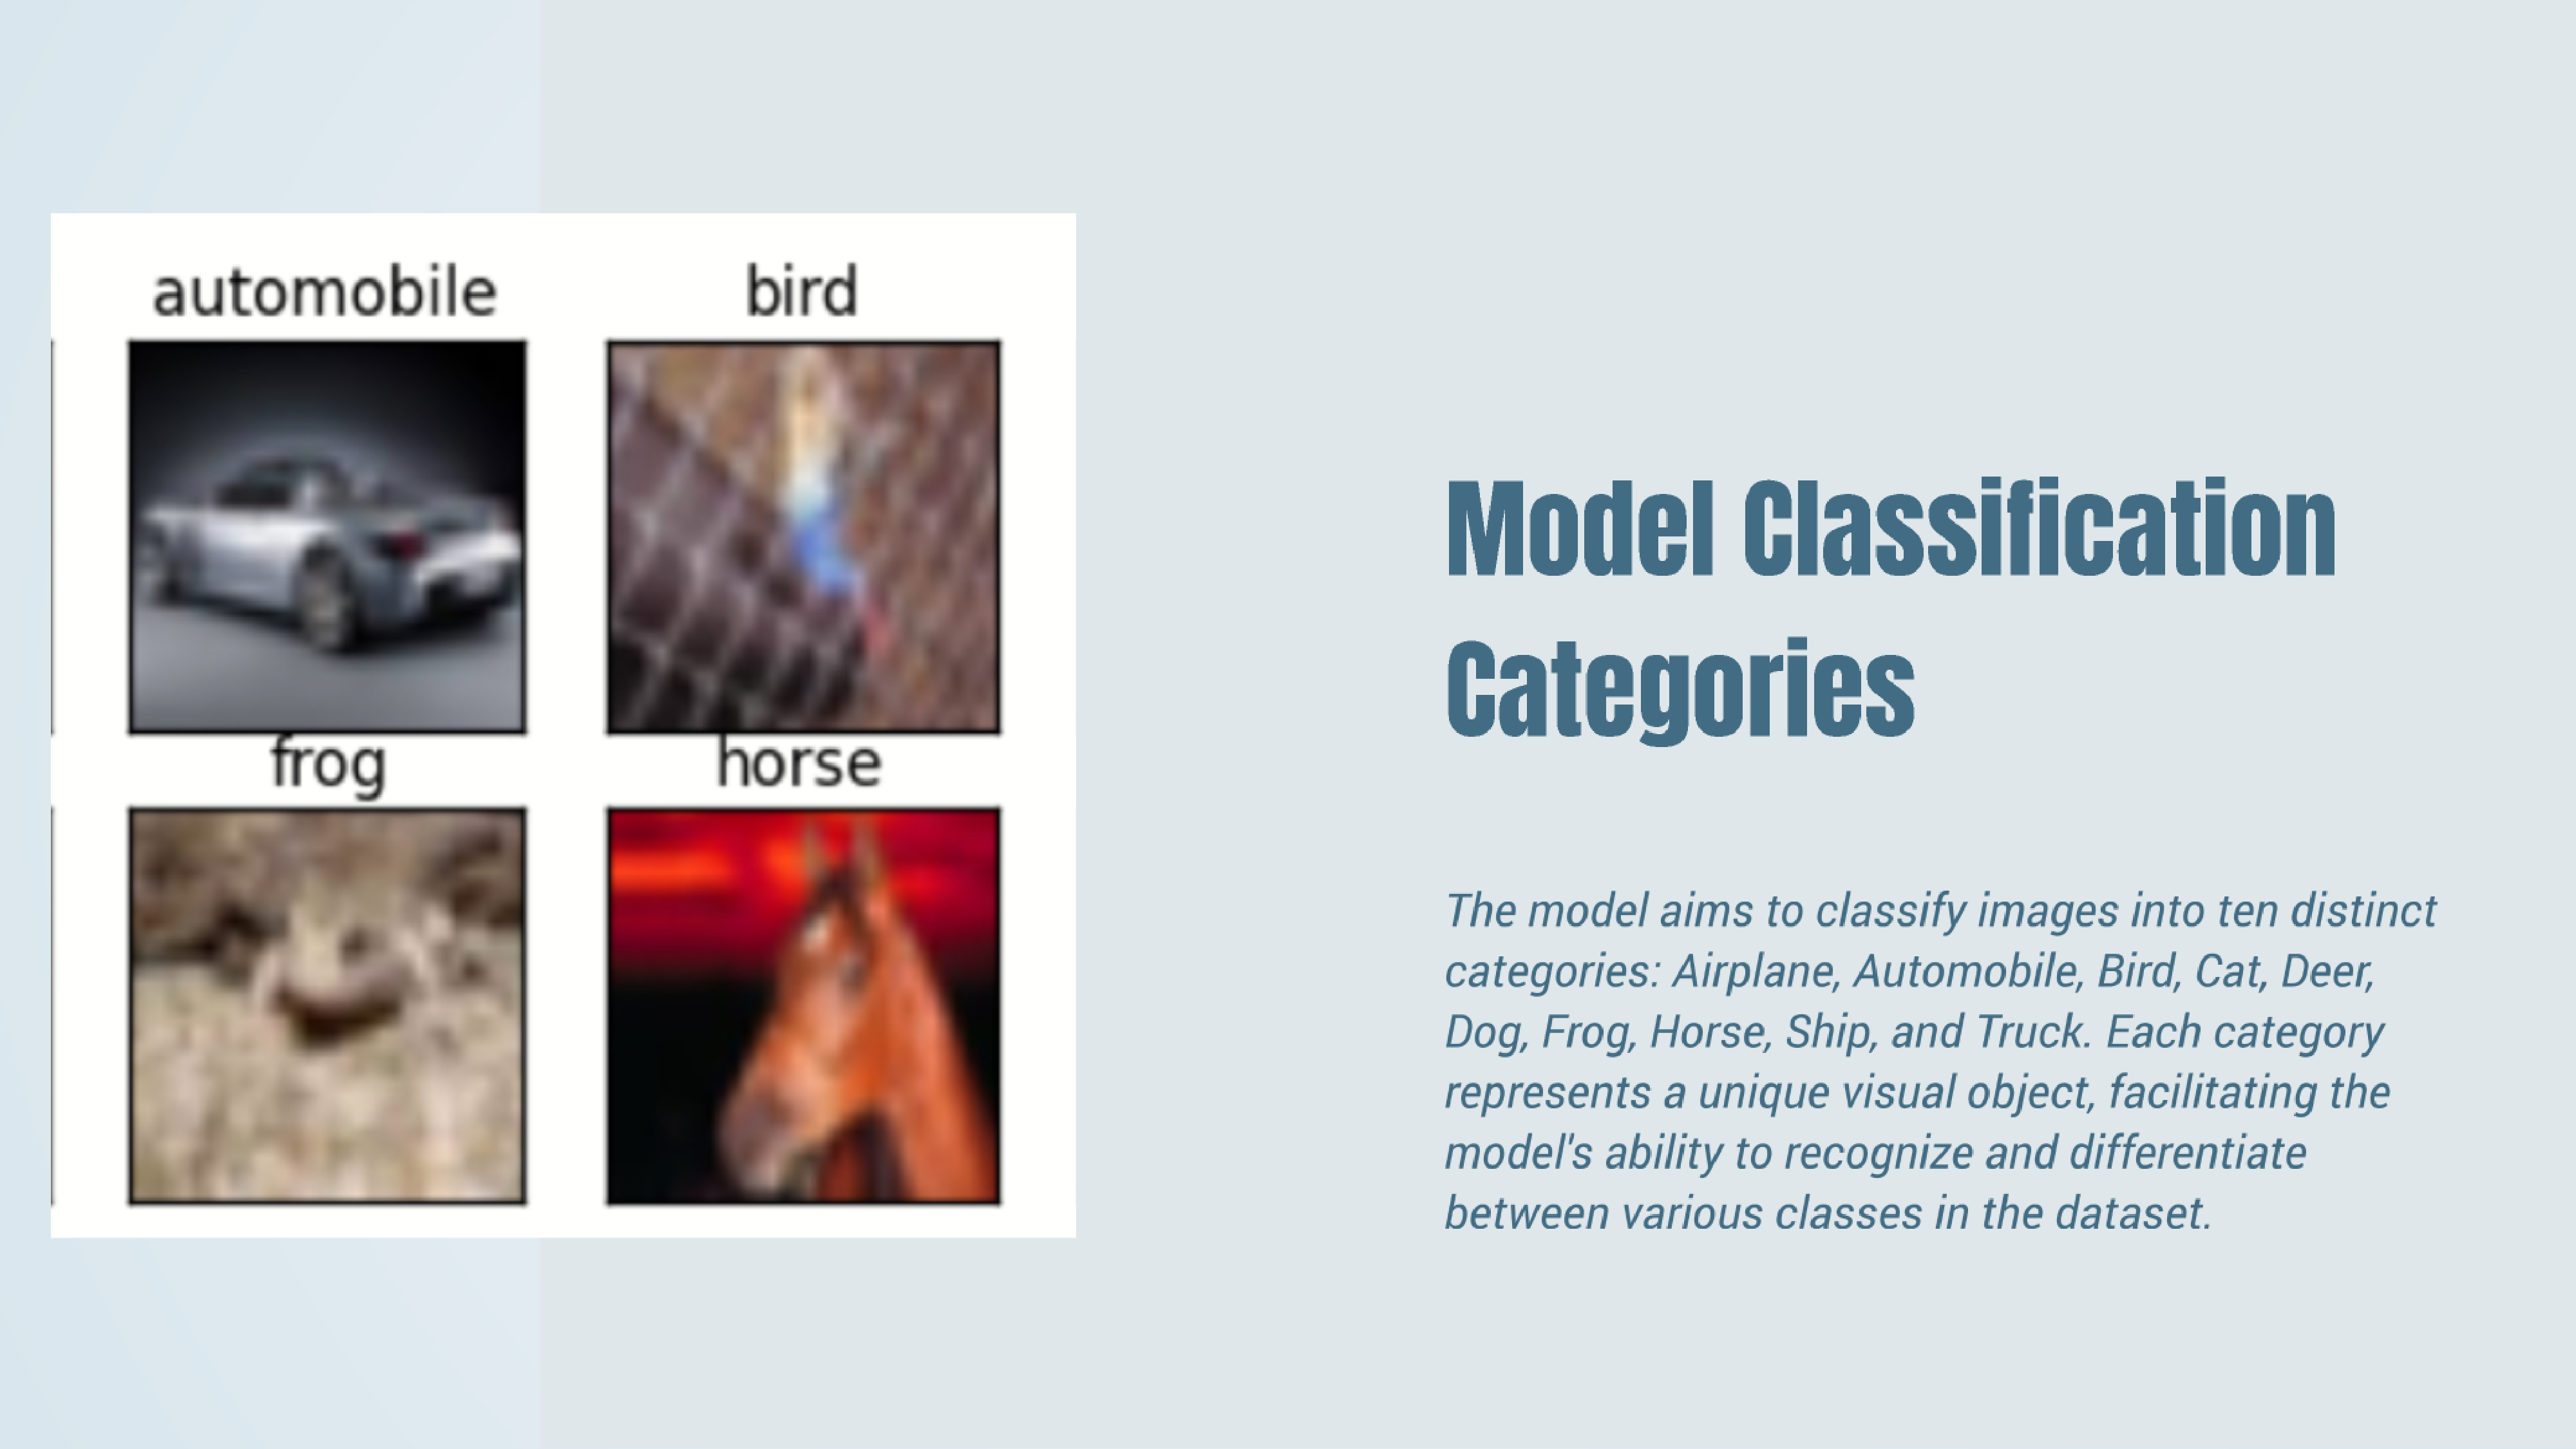 automobile
bird
frog
horse
Model Classification
Categories
The model aims to classify images into ten distinct
categories: Airplane, Automobile, Bird, Cat, Deer,
Dog, Frog, Horse, Ship, and Truck. Each category
represents a unique visual object, facilitating the
model's ability to recognize and differentiate
between various classes in the dataset.